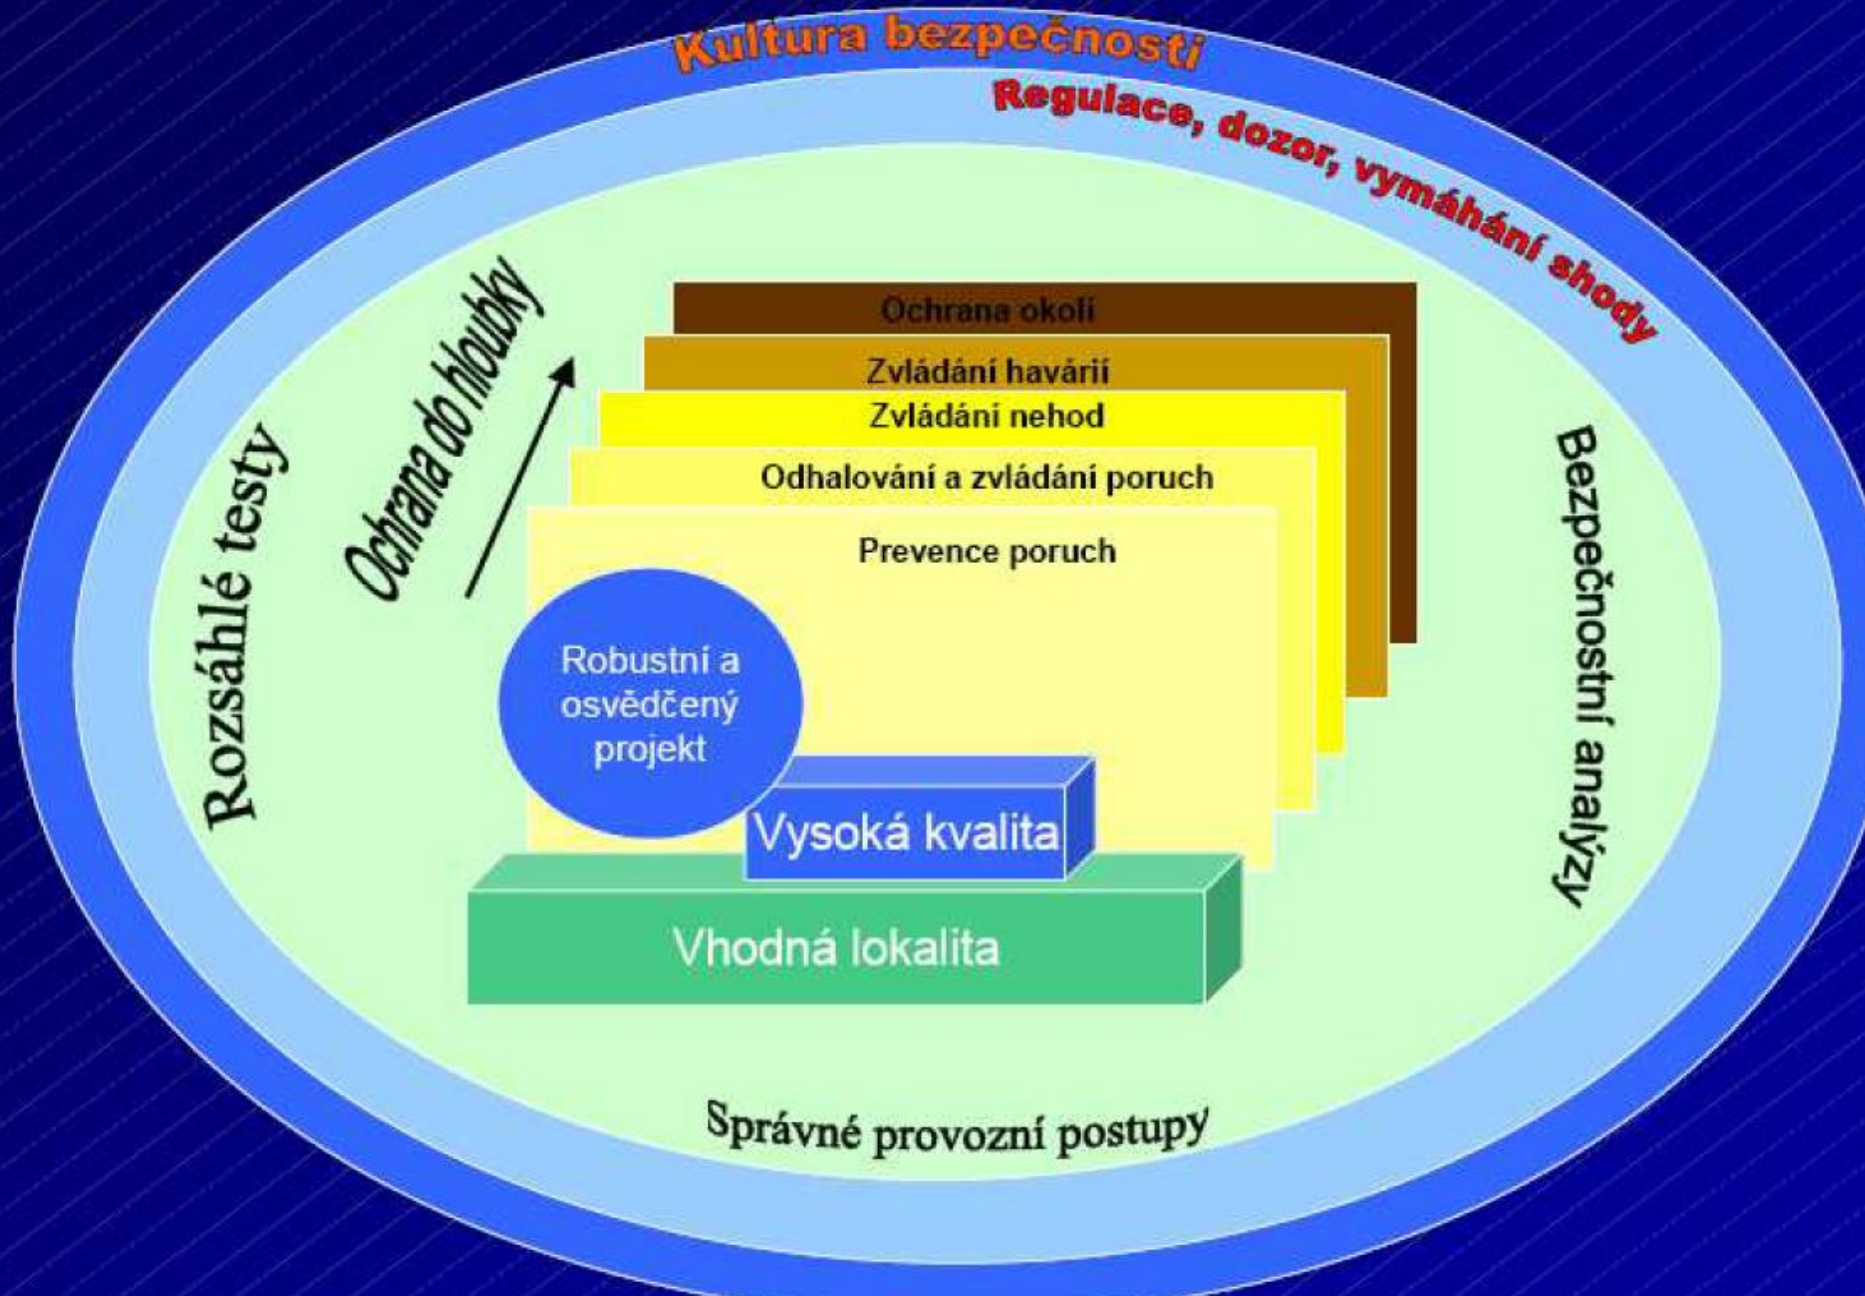 Kultura bezpečnosti
Regulace, dozor, vymáhání shody
Ochrana do hloubky
Ochrana okolí
Zvládání havárií
Zvládání nehod
Odhalování a zvládání poruch
Prevence poruch
Rozsáhlé testy
Bezpečnostní analýzy
Robustní a
osvědčený
projekt
Vysoká kvalita
Vhodná lokalita
Správné provozní postupy